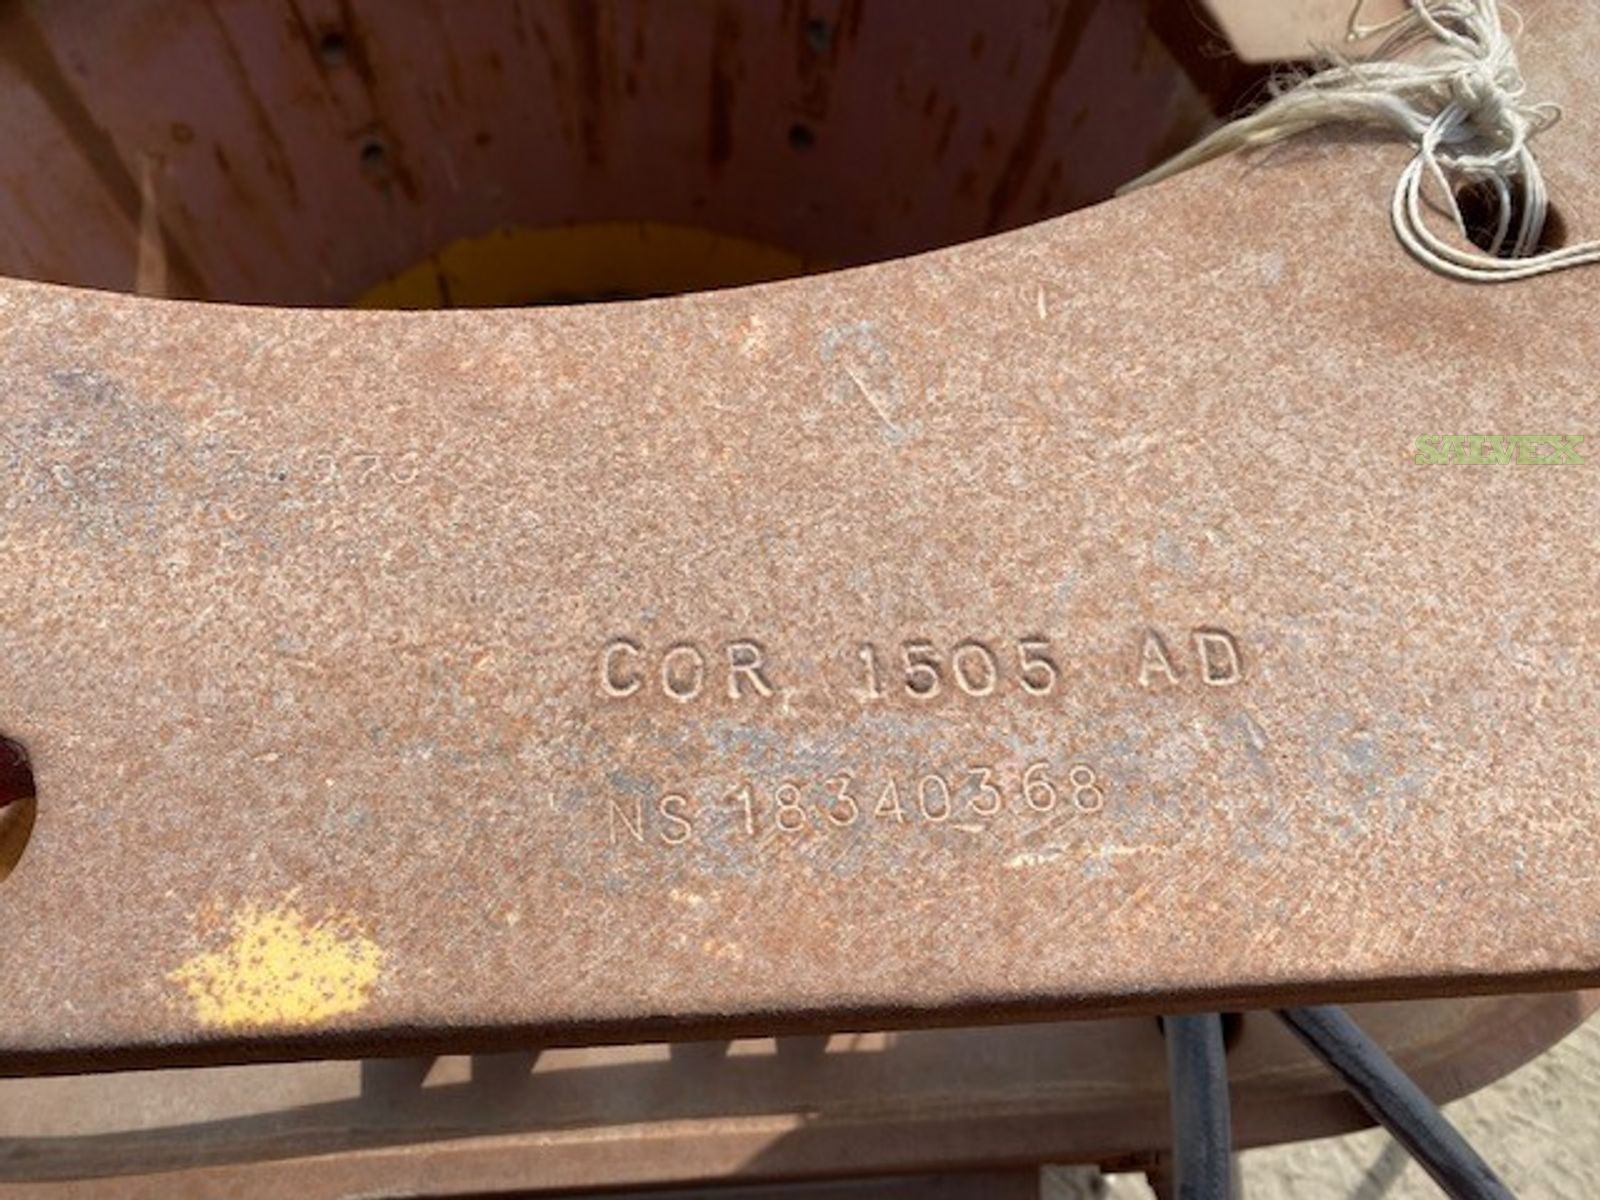 SALVEX
COR 1505 AD
NS 18340368